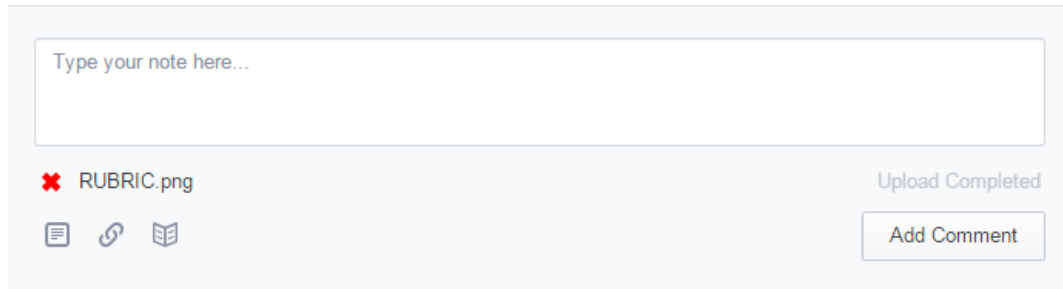 Type your note here...
RUBRIC.png
Upload Completed
Add Comment